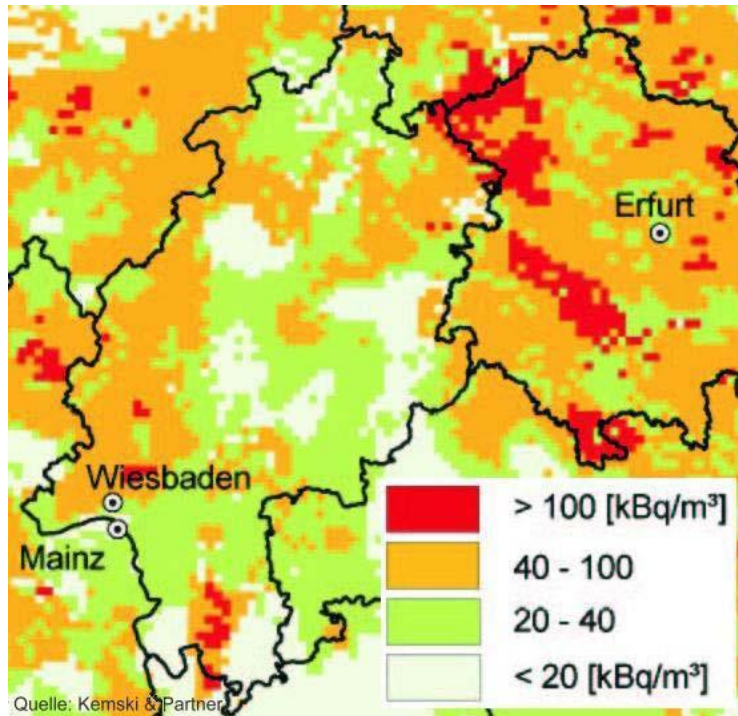 Erfurt
Wiesbaden
Mainz
> 100 [kBq/m³]
40 - 100
20 - 40
< 20 [kBq/m³]
Quelle: Kemski & Partner